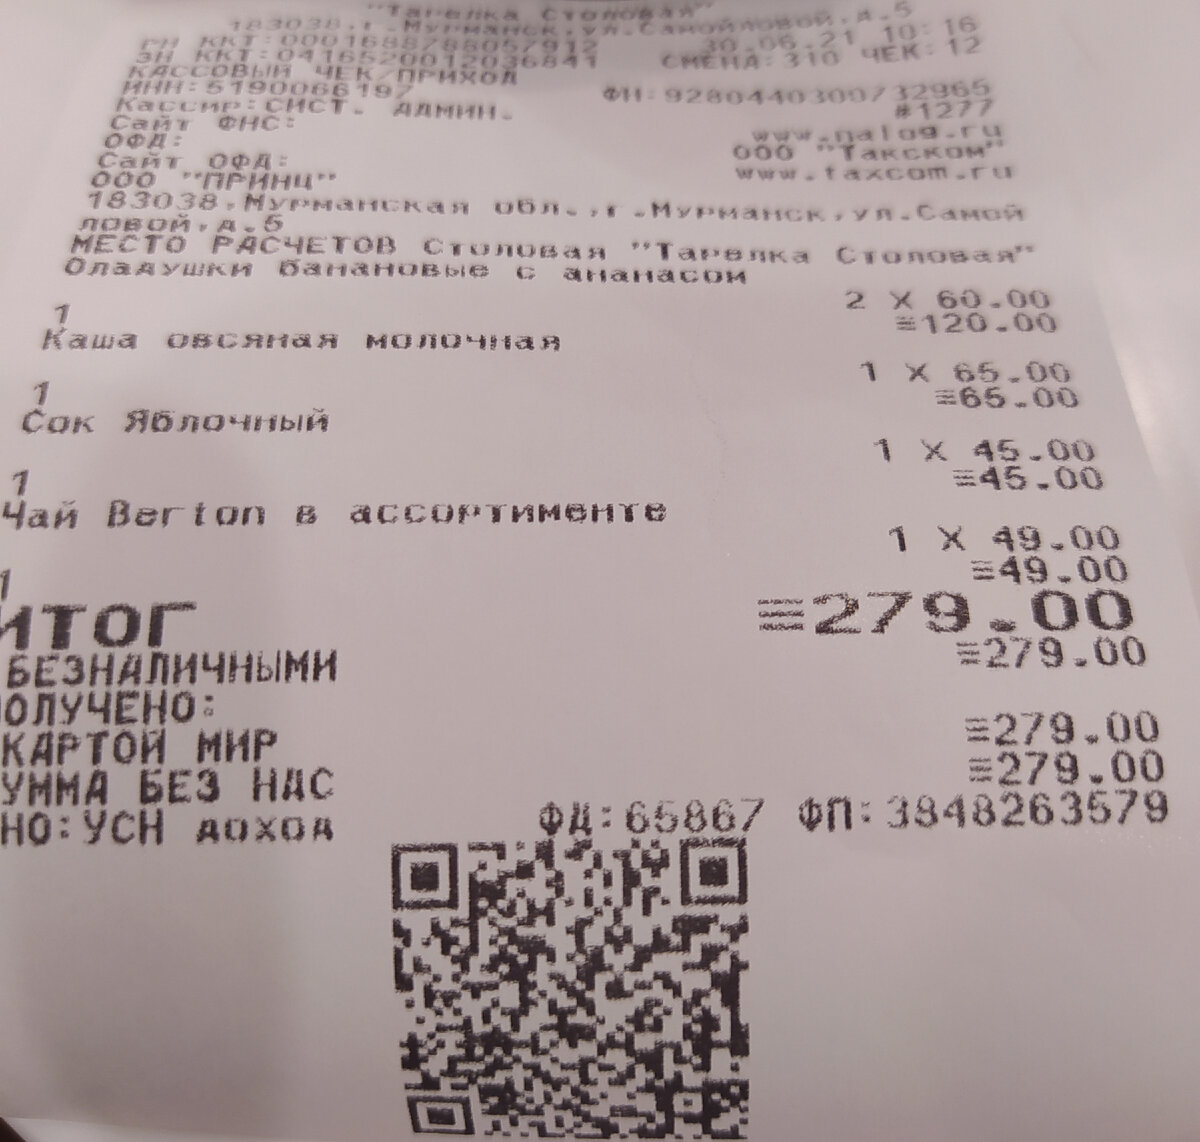 "Тарелка Столовая"
183038,г.Мурманск,ул.Самойловой,д.5
РН ККТ:0001688788057912 30.06.21 10:16
ЗН ККТ:0416520012036841 СМЕНА:310 ЧЕК:12
КАССОВЫЙ ЧЕК/ПРИХОД
ИНН:5190066197 ФН:9280440300732965
Кассир:СИСТ. АДМИН. #1277
Сайт ФНС: www.nalog.ru
ОФД: ООО "Такском"
Сайт ОФД: www.taxcom.ru
ООО "ПРИНЦ"
183038,Мурманская обл.,г.Мурманск,ул.Самой
ловой,д.5
МЕСТО РАСЧЕТОВ Столовая "Тарелка Столовая"
Оладушки банановые с ананасом
2 X 60.00
1 ≡120.00
Каша овсяная молочная
1 X 65.00
1 ≡65.00
Сок Яблочный
1 X 45.00
1 ≡45.00
Чай Berton в ассортименте
1 X 49.00
1 ≡49.00
ИТОГ ≡279.00
БЕЗНАЛИЧНЫМИ ≡279.00
ПОЛУЧЕНО:
КАРТОЙ МИР ≡279.00
УММА БЕЗ НДС ≡279.00
НО:УСН доход ФД:65867 ФП:3848263579